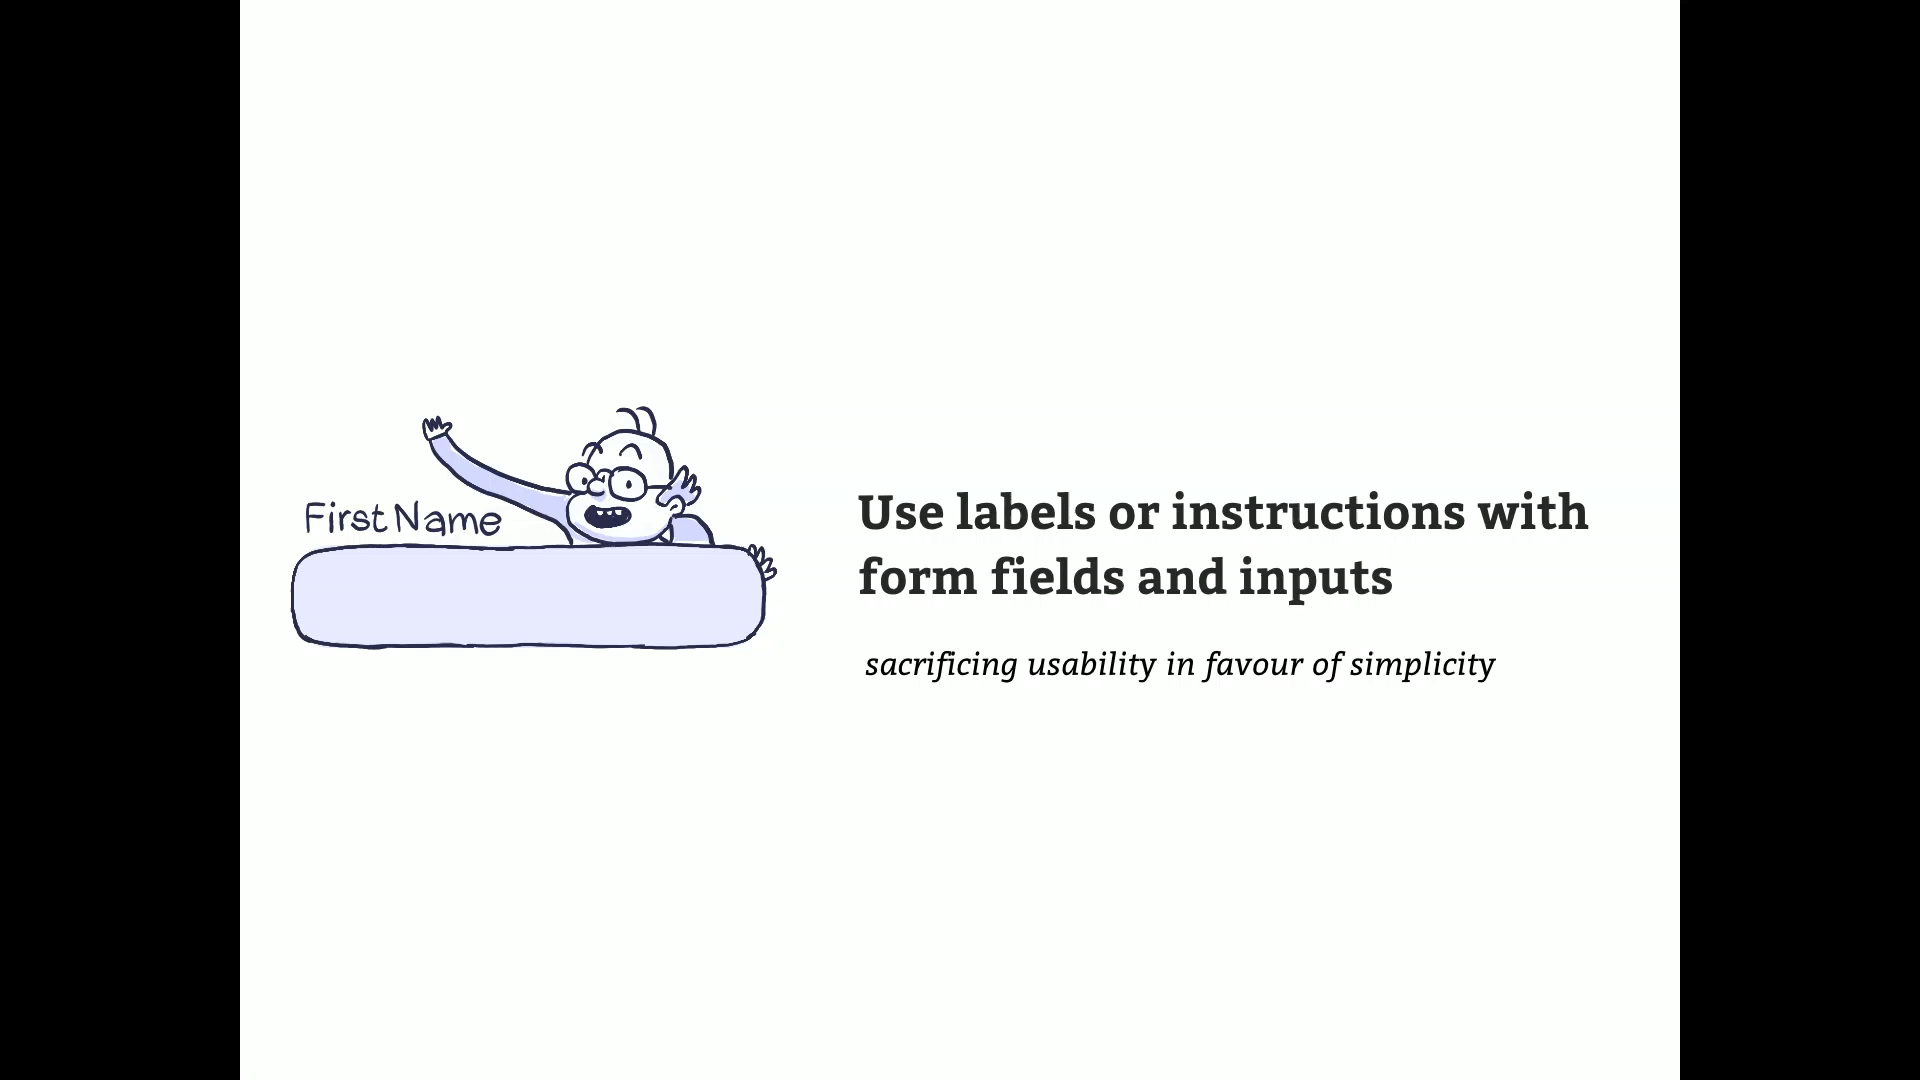 First Name
Use labels or instructions with
form fields and inputs
sacrificing usability in favour of simplicity